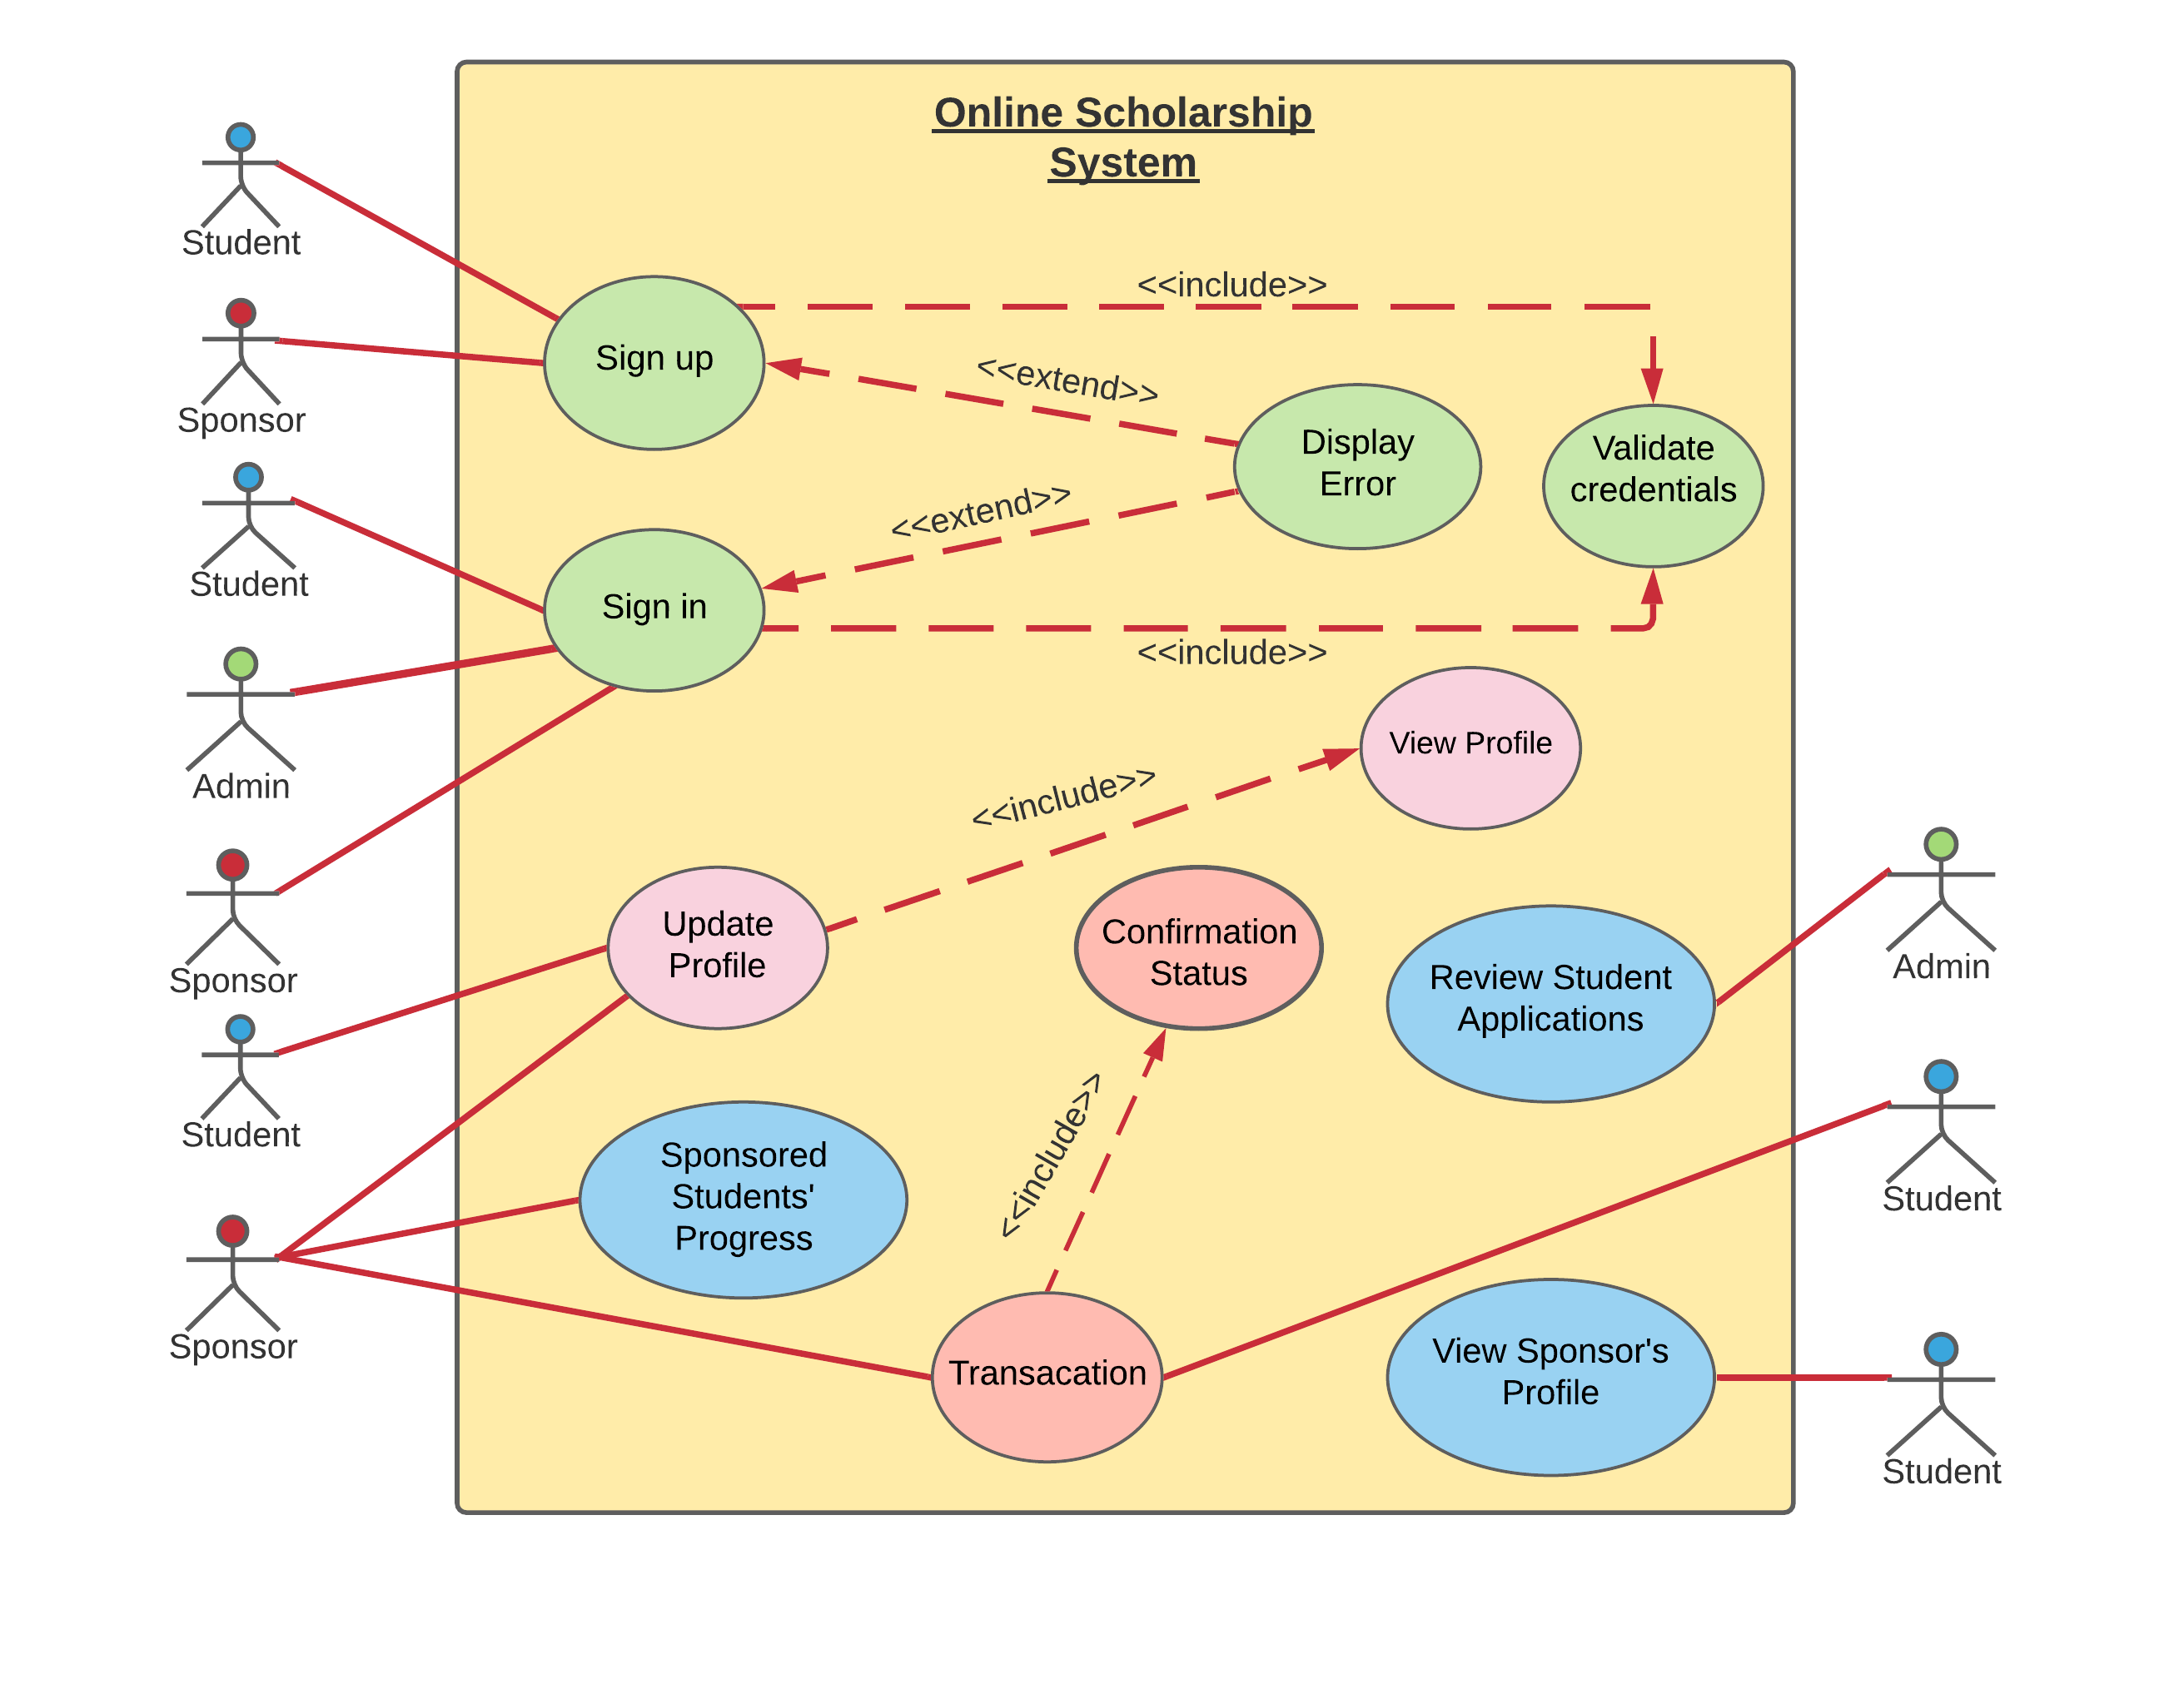 Online Scholarship
System
Student
Sponsor
Student
Admin
Sponsor
Student
Sponsor
Sign up
<<include>>
<<extend>>
Display
Error
Validate
credentials
<<extend>>
Sign in
<<include>>
View Profile
<<include>>
Update
Profile
Confirmation
Status
Review Student
Applications
<<include>>
Sponsored
Students'
Progress
Transacation
View Sponsor's
Profile
Admin
Student
Student